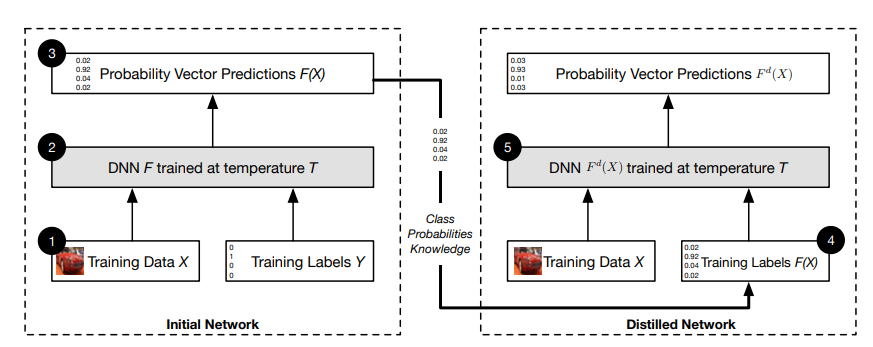 3
0.02
0.92
0.04
0.02
Probability Vector Predictions F(X)
2
DNN F trained at temperature T
1
Training Data X
0
1
0
0
Training Labels Y
Initial Network
0.02
0.92
0.04
0.02
Class
Probabilities
Knowledge
0.03
0.93
0.01
0.03
Probability Vector Predictions F^d(X)
5
DNN F^d(X) trained at temperature T
Training Data X
4
0.02
0.92
0.04
0.02
Training Labels F(X)
Distilled Network